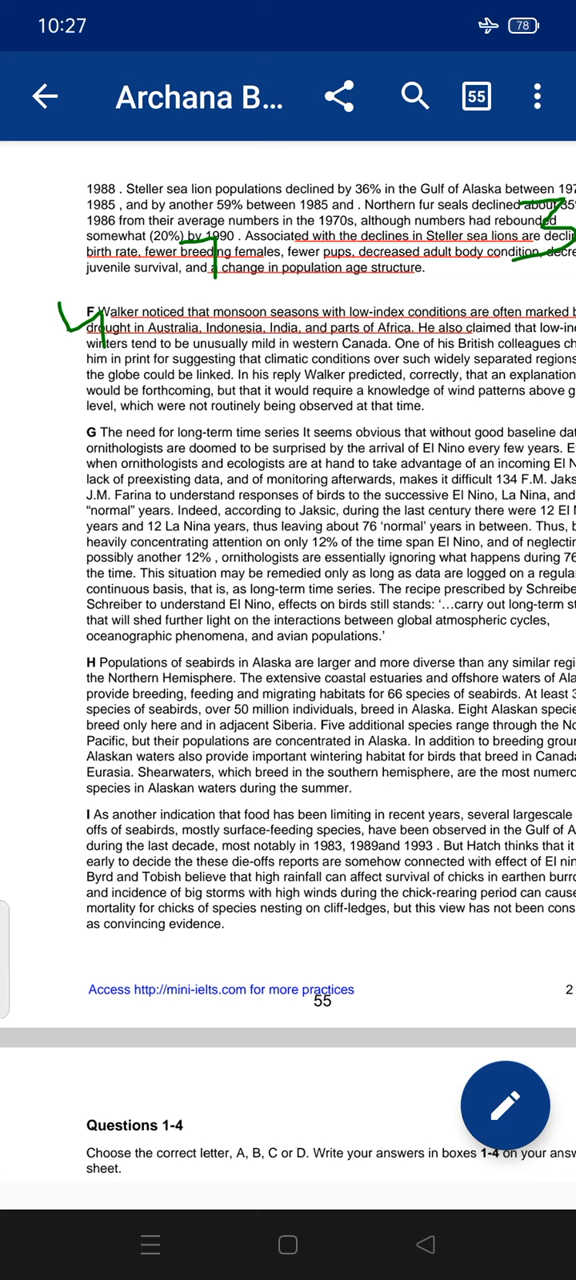 10:27
78
Archana B...
55
1988 . Steller sea lion populations declined by 36% in the Gulf of Alaska between
1985 , and by another 59% between 1985 and . Northern fur seals declined about 35%
1986 from their average numbers in the 1970s, although numbers had rebounded
somewhat (20%) by 1990 . Associated with the declines in Steller sea lions are
birth rate, fewer breeding females, fewer pups, decreased adult body condition,
juvenile survival, and a change in population age structure.
3
7
4
F Walker noticed that monsoon seasons with low-index conditions are often marked
drought in Australia, Indonesia, India, and parts of Africa. He also claimed that
winters tend to be unusually mild in western Canada. One of his British colleagues
him in print for suggesting that climatic conditions over such widely separated regions
the globe could be linked. In his reply Walker predicted, correctly, that an explanation
would be forthcoming, but that it would require a knowledge of wind patterns above
level, which were not routinely being observed at that time.
G The need for long-term time series It seems obvious that without good baseline
ornithologists are doomed to be surprised by the arrival of El Nino every few years.
when ornithologists and ecologists are at hand to take advantage of an incoming El
lack of preexisting data, and of monitoring afterwards, makes it difficult 134 F.M.
J.M. Farina to understand responses of birds to the successive El Nino, La Nina, and
“normal” years. Indeed, according to Jaksic, during the last century there were 12 El
years and 12 La Nina years, thus leaving about 76 ‘normal’ years in between. Thus,
heavily concentrating attention on only 12% of the time span El Nino, and of
possibly another 12% , ornithologists are essentially ignoring what happens during
the time. This situation may be remedied only as long as data are logged on a
continuous basis, that is, as long-term time series. The recipe prescribed by
Schreiber to understand El Nino, effects on birds still stands: ‘…carry out long-term
that will shed further light on the interactions between global atmospheric cycles,
oceanographic phenomena, and avian populations.’
H Populations of seabirds in Alaska are larger and more diverse than any similar
the Northern Hemisphere. The extensive coastal estuaries and offshore waters of
provide breeding, feeding and migrating habitats for 66 species of seabirds. At least
species of seabirds, over 50 million individuals, breed in Alaska. Eight Alaskan
breed only here and in adjacent Siberia. Five additional species range through the
Pacific, but their populations are concentrated in Alaska. In addition to breeding
Alaskan waters also provide important wintering habitat for birds that breed in
Eurasia. Shearwaters, which breed in the southern hemisphere, are the most
species in Alaskan waters during the summer.
I As another indication that food has been limiting in recent years, several largescale
offs of seabirds, mostly surface-feeding species, have been observed in the Gulf of
during the last decade, most notably in 1983, 1989and 1993 . But Hatch thinks that it
early to decide the these die-offs reports are somehow connected with effect of El
Byrd and Tobish believe that high rainfall can affect survival of chicks in earthen
and incidence of big storms with high winds during the chick-rearing period can
mortality for chicks of species nesting on cliff-ledges, but this view has not been
as convincing evidence.
Access http://mini-ielts.com for more practices
2
55
Questions 1-4
Choose the correct letter, A, B, C or D. Write your answers in boxes 1-4 on your
sheet.